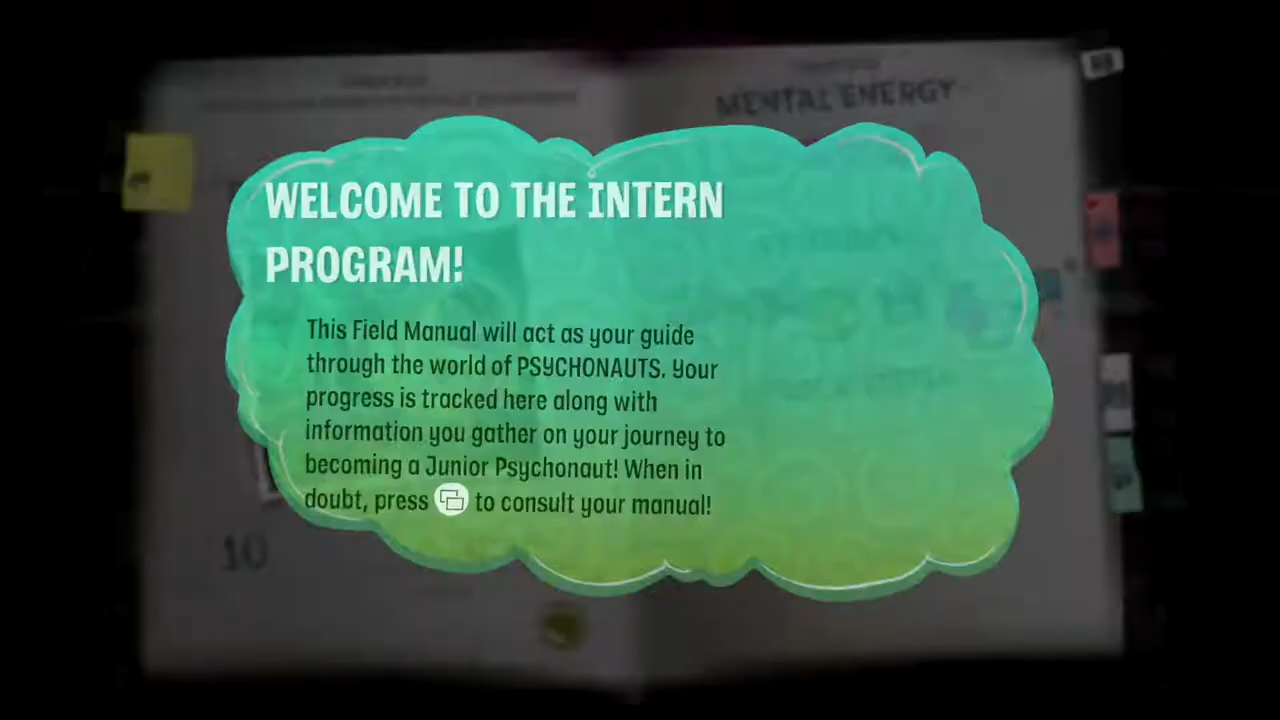 MENTAL ENERGY
WELCOME TO THE INTERN
PROGRAM!
This Field Manual will act as your guide
through the world of PSYCHONAUTS. Your
progress is tracked here along with
information you gather on your journey to
becoming a Junior Psychonaut! When in
doubt, press to consult your manual!
10